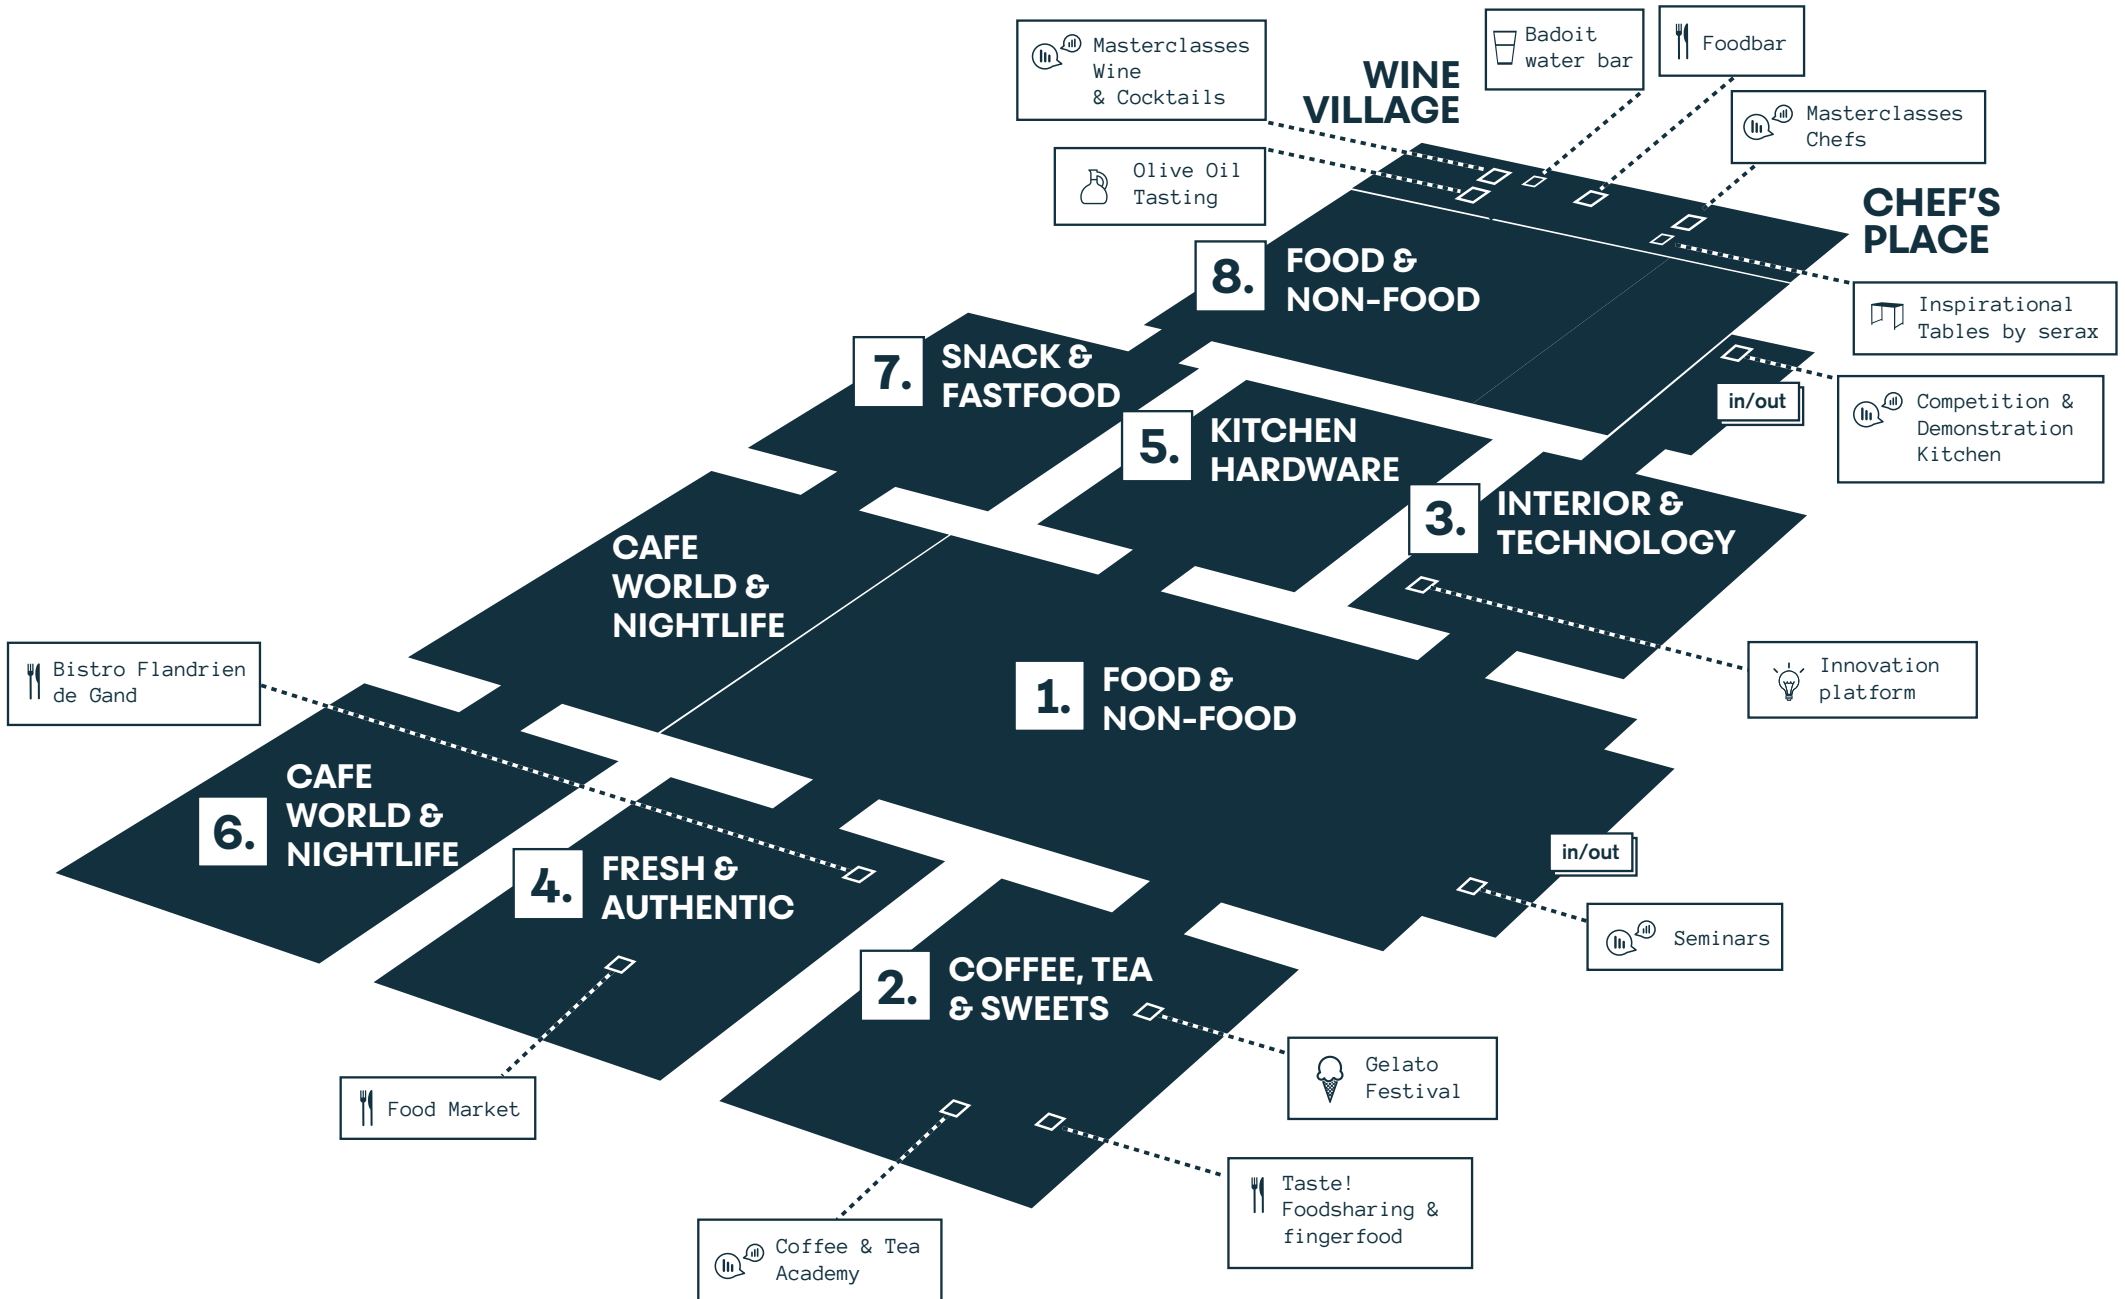 Masterclasses
Wine
& Cocktails
WINE
VILLAGE
Badoit
water bar
Foodbar
Masterclasses
Chefs
Olive Oil
Tasting
CHEF'S
PLACE
8.
FOOD &
NON-FOOD
Inspirational
Tables by serax
7.
SNACK &
FASTFOOD
in/out
Competition &
Demonstration
Kitchen
5.
KITCHEN
HARDWARE
3.
INTERIOR &
TECHNOLOGY
CAFE
WORLD &
NIGHTLIFE
Bistro Flandrien
de Gand
1.
FOOD &
NON-FOOD
Innovation
platform
6.
CAFE
WORLD &
NIGHTLIFE
4.
FRESH &
AUTHENTIC
in/out
Seminars
2.
COFFEE, TEA
& SWEETS
Gelato
Festival
Food Market
Taste!
Foodsharing &
fingerfood
Coffee & Tea
Academy